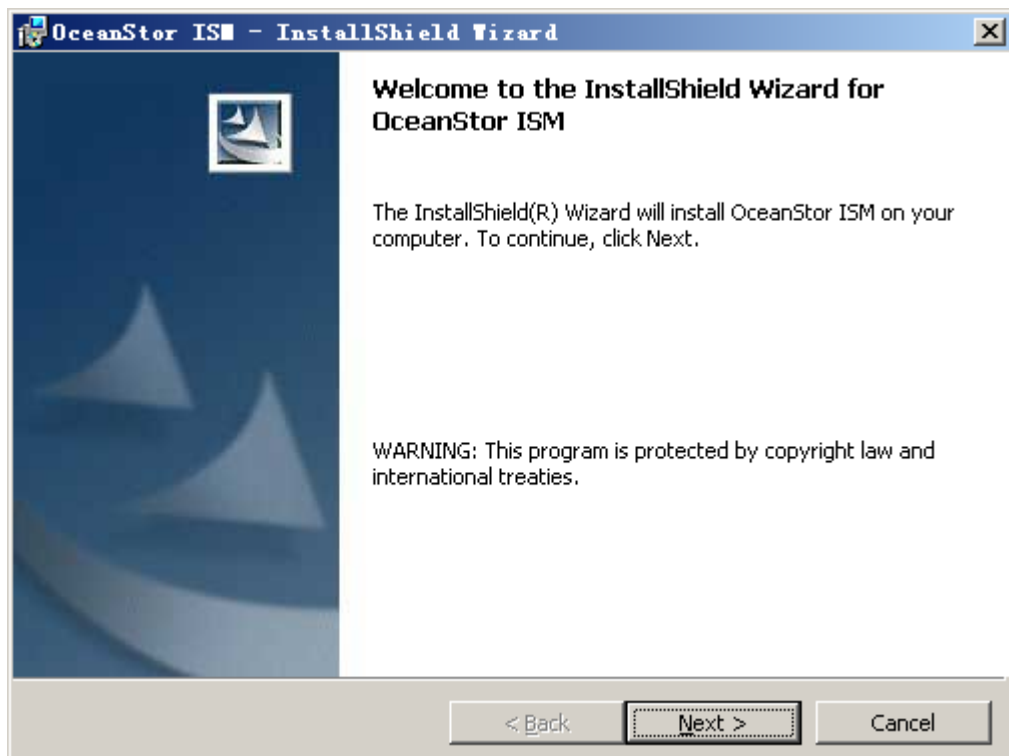 OceanStor ISM - InstallShield Wizard
Welcome to the InstallShield Wizard for
OceanStor ISM
The InstallShield(R) Wizard will install OceanStor ISM on your
computer. To continue, click Next.
WARNING: This program is protected by copyright law and
international treaties.
< Back
Next >
Cancel